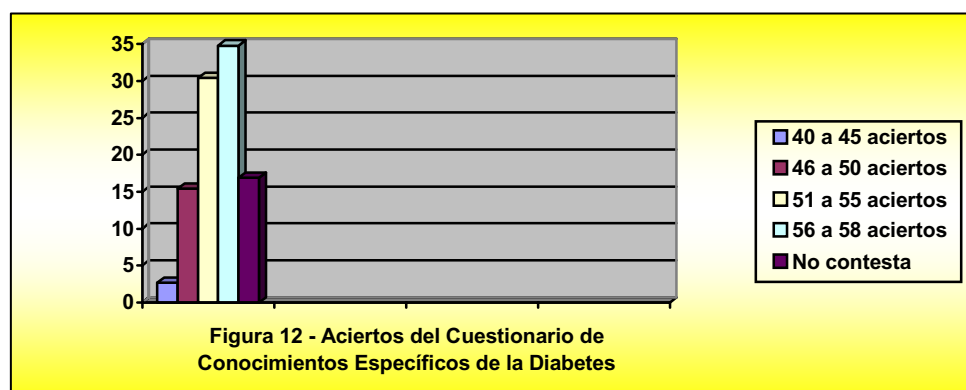 35
30
25
20
15
10
5
0
40 a 45 aciertos
46 a 50 aciertos
51 a 55 aciertos
56 a 58 aciertos
No contesta
Figura 12 - Aciertos del Cuestionario de
Conocimientos Específicos de la Diabetes